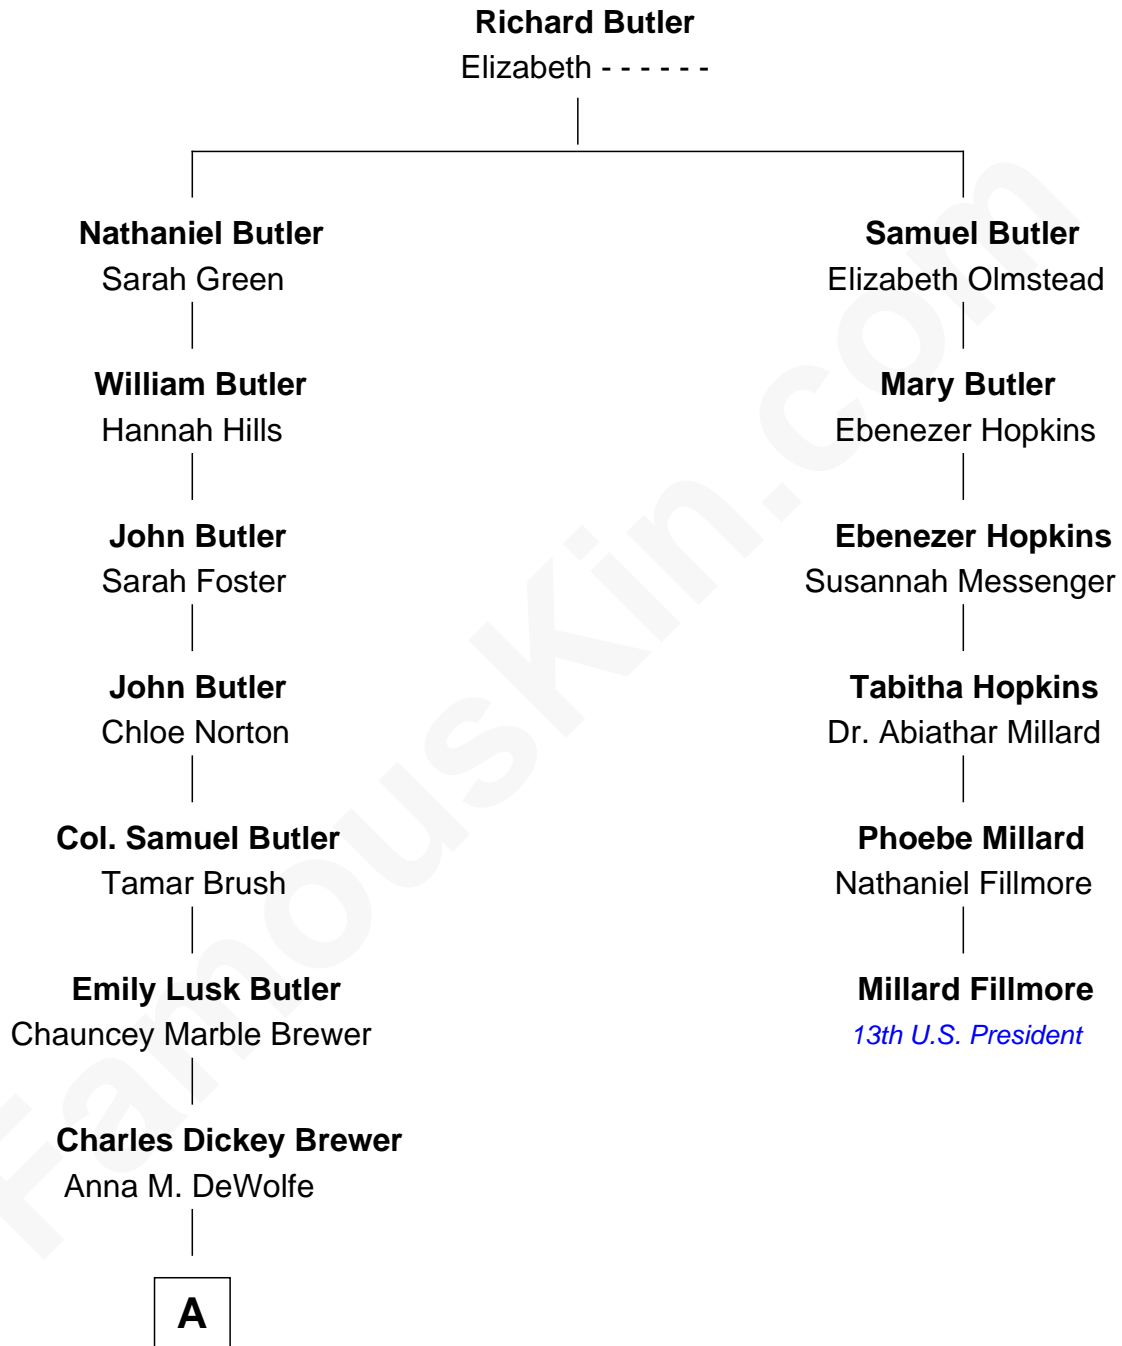 Richard Butler
Elizabeth - - - - - -
Nathaniel Butler
Sarah Green
Samuel Butler
Elizabeth Olmstead
William Butler
Hannah Hills
Mary Butler
Ebenezer Hopkins
John Butler
Sarah Foster
Ebenezer Hopkins
Susannah Messenger
John Butler
Chloe Norton
Tabitha Hopkins
Dr. Abiathar Millard
Col. Samuel Butler
Tamar Brush
Phoebe Millard
Nathaniel Fillmore
Emily Lusk Butler
Chauncey Marble Brewer
Millard Fillmore
13th U.S. President
Charles Dickey Brewer
Anna M. DeWolfe
A
FamousKin.com